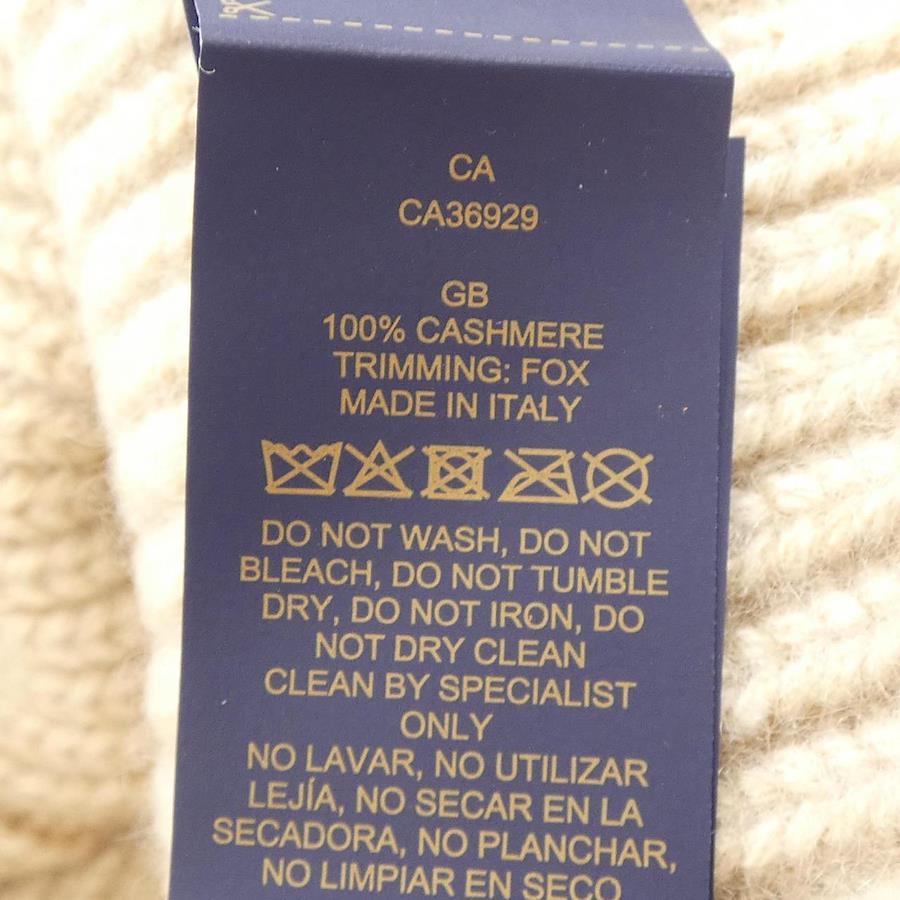 CA
CA36929
GB
100% CASHMERE
TRIMMING: FOX
MADE IN ITALY
DO NOT WASH, DO NOT
BLEACH, DO NOT TUMBLE
DRY, DO NOT IRON, DO
NOT DRY CLEAN
CLEAN BY SPECIALIST
ONLY
NO LAVAR, NO UTILIZAR
LEJÍA, NO SECAR EN LA
SECADORA, NO PLANCHAR,
NO LIMPIAR EN SECO